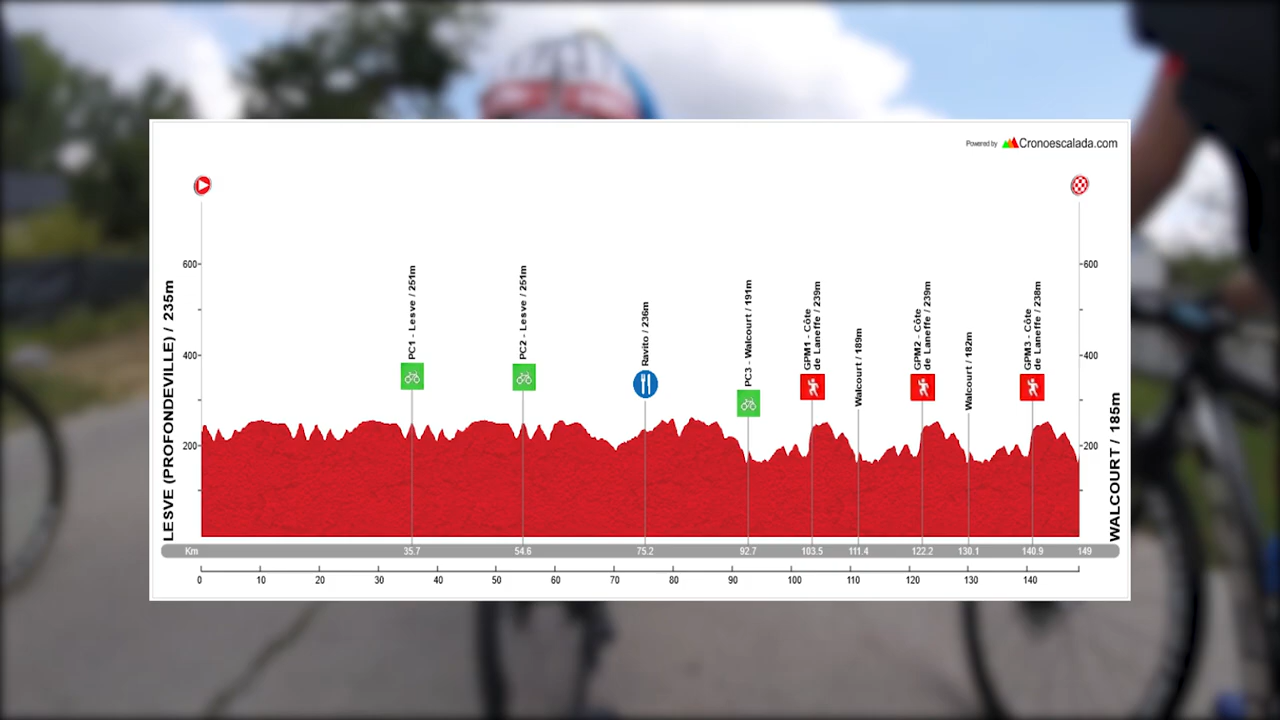 Powered by Cronoescalada.com
LESVE (PROFONDEVILLE) / 235m
600
400
200
PC1 - Lesve / 251m
PC2 - Lesve / 251m
Ravito / 236m
PC3 - Walcourt / 191m
GPM1 - Côte
de Laneffe / 239m
Walcourt / 189m
GPM2 - Côte
de Laneffe / 239m
Walcourt / 182m
GPM3 - Côte
de Laneffe / 238m
600
400
200
WALCOURT / 185m
Km 35.7 54.6 75.2 92.7 103.5 111.4 122.2 130.1 140.9 149
0 10 20 30 40 50 60 70 80 90 100 110 120 130 140